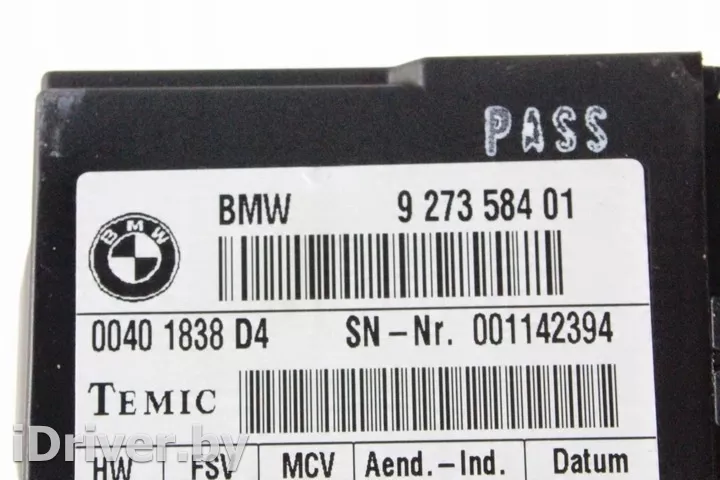 PASS
BMW 9 273 584 01
BMW
0040 1838 D4 SN-Nr. 001142394
TEMIC
iDriver.by
HW FSV MCV Aend.-Ind. Datum